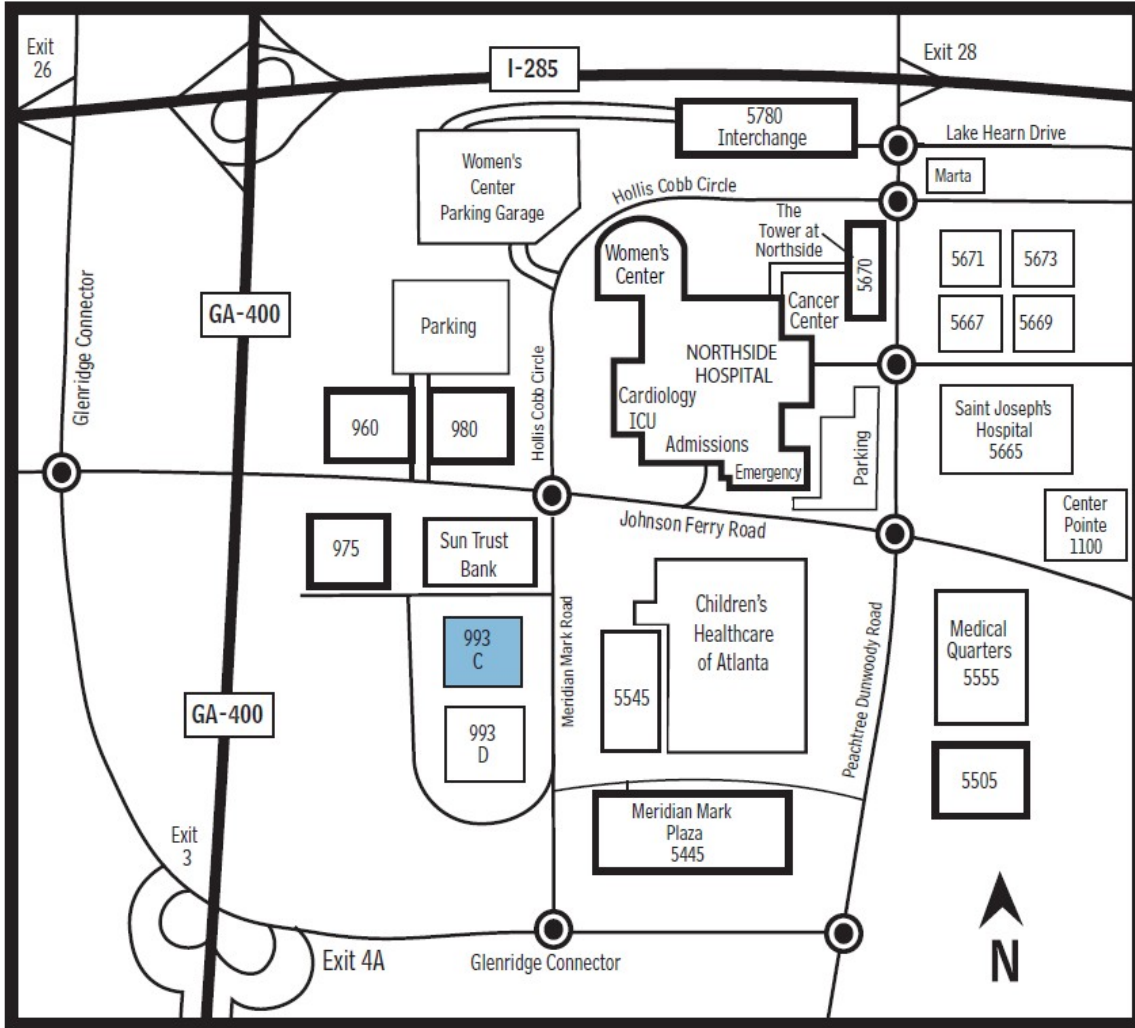 Exit
26
I-285
Exit 28
5780
Interchange
Lake Hearn Drive
Women's
Center
Parking Garage
Hollis Cobb Circle
Marta
The
Tower at
Northside
Women's
Center
5670
5671
5673
Glenridge Connector
GA-400
Parking
Cancer
Center
5667
5669
NORTHSIDE
HOSPITAL
Hollis Cobb Circle
Cardiology
ICU
Admissions
Emergency
Parking
Saint Joseph's
Hospital
5665
960
980
Center
Pointe
1100
Johnson Ferry Road
975
Sun Trust
Bank
Children's
Healthcare
of Atlanta
Medical
Quarters
5555
993
C
Meridian Mark Road
5545
Peachtree Dunwoody Road
GA-400
993
D
5505
Meridian Mark
Plaza
5445
Exit
3
Exit 4A
Glenridge Connector
N